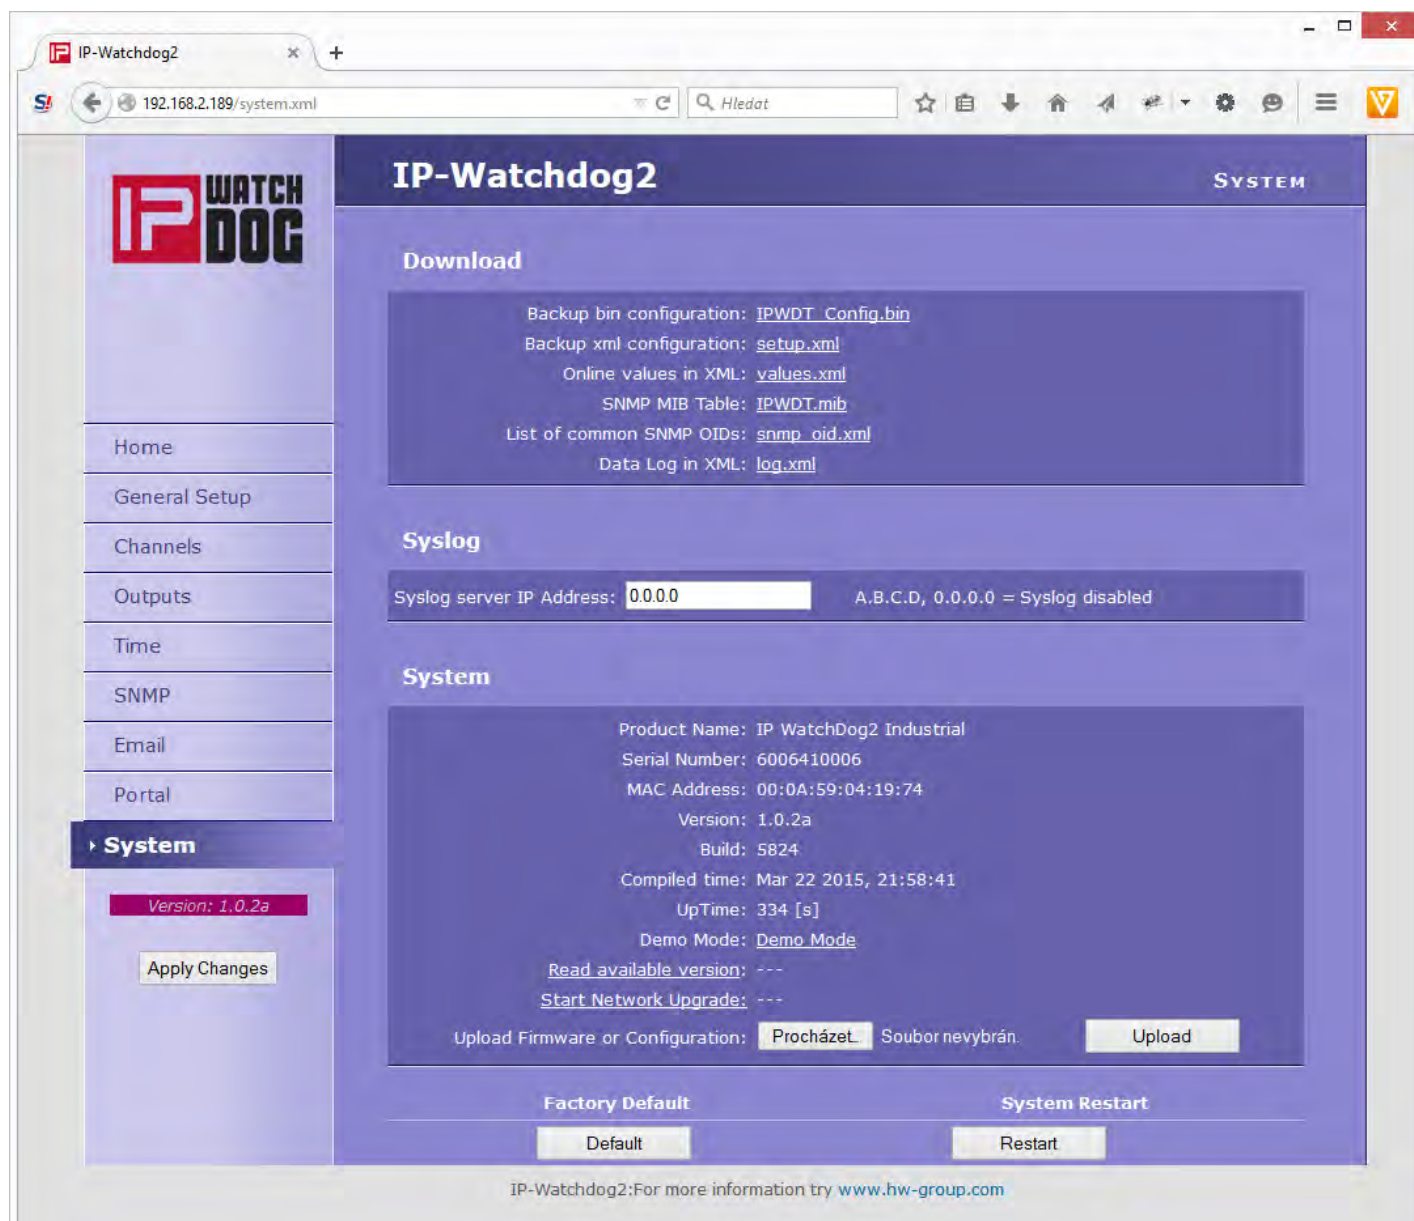 IP-Watchdog2
192.168.2.189/system.xml
Hledat
IP WATCH DOG
IP-Watchdog2
SYSTEM
Download
Backup bin configuration: IPWDT_Config.bin
Backup xml configuration: setup.xml
Online values in XML: values.xml
SNMP MIB Table: IPWDT.mib
List of common SNMP OIDs: snmp_oid.xml
Data Log in XML: log.xml
Home
General Setup
Channels
Outputs
Time
SNMP
Email
Portal
System
Version: 1.0.2a
Apply Changes
Syslog
Syslog server IP Address: 0.0.0.0 A.B.C.D, 0.0.0.0 = Syslog disabled
System
Product Name: IP WatchDog2 Industrial
Serial Number: 6006410006
MAC Address: 00:0A:59:04:19:74
Version: 1.0.2a
Build: 5824
Compiled time: Mar 22 2015, 21:58:41
UpTime: 334 [s]
Demo Mode: Demo Mode
Read available version: ---
Start Network Upgrade: ---
Upload Firmware or Configuration: Procházet... Soubor nevybrán. Upload
Factory Default System Restart
Default Restart
IP-Watchdog2:For more information try www.hw-group.com